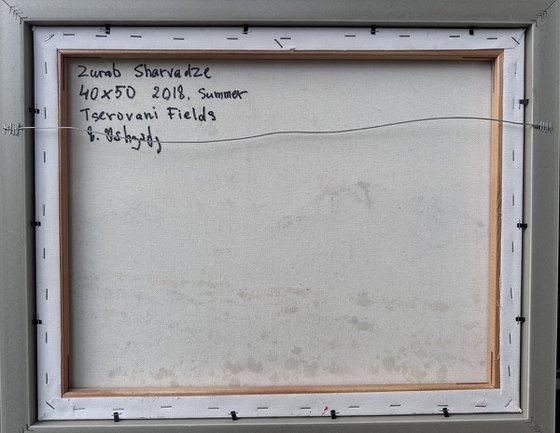 Zurab Sharvadze
40x50 2018. Summer
Tserovani Fields